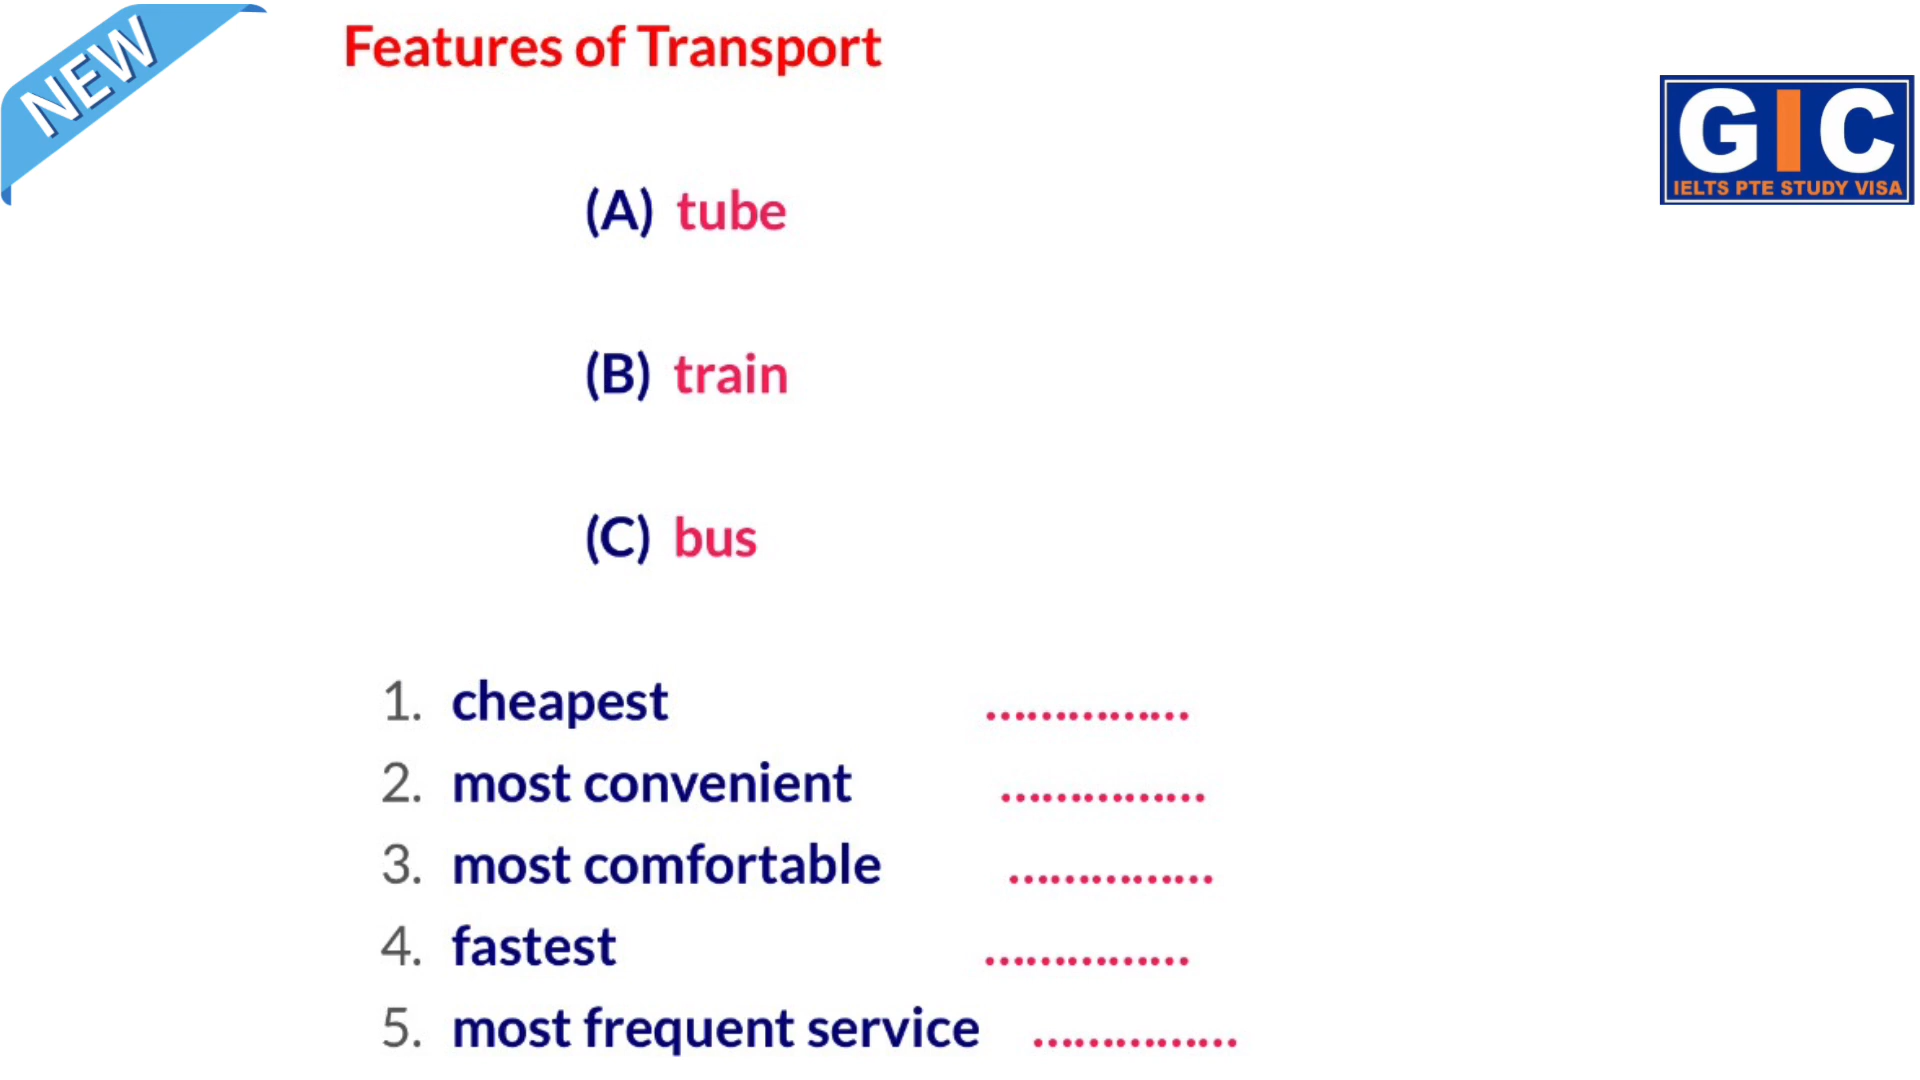 NEW
Features of Transport
GIC
IELTS PTE STUDY VISA
(A) tube
(B) train
(C) bus
1. cheapest ...............
2. most convenient ...............
3. most comfortable ...............
4. fastest ...............
5. most frequent service ...............